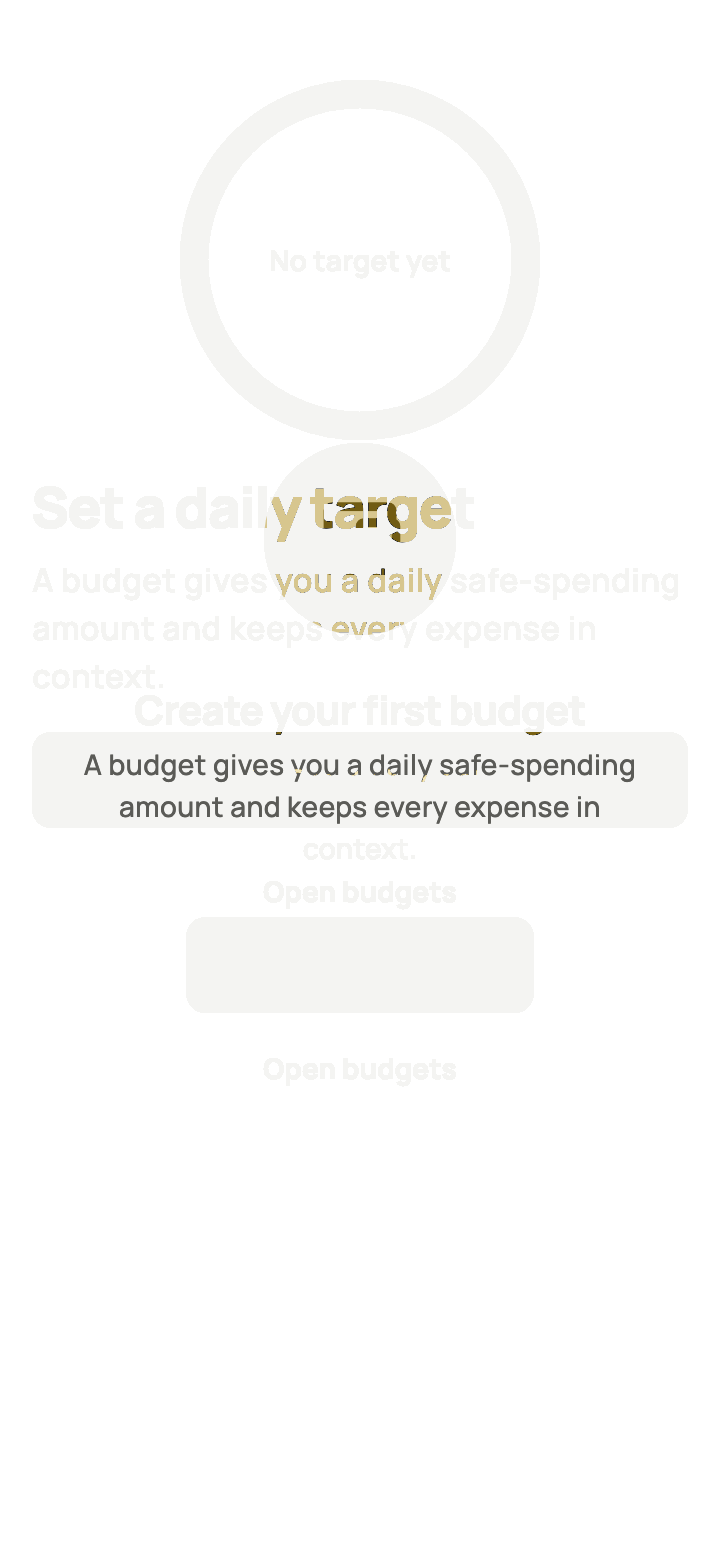 No target yet
Set a daily target
A budget gives you a daily safe-spending
amount and keeps every expense in
context.
Create your first budget
A budget gives you a daily safe-spending
amount and keeps every expense in
context.
Open budgets
Open budgets